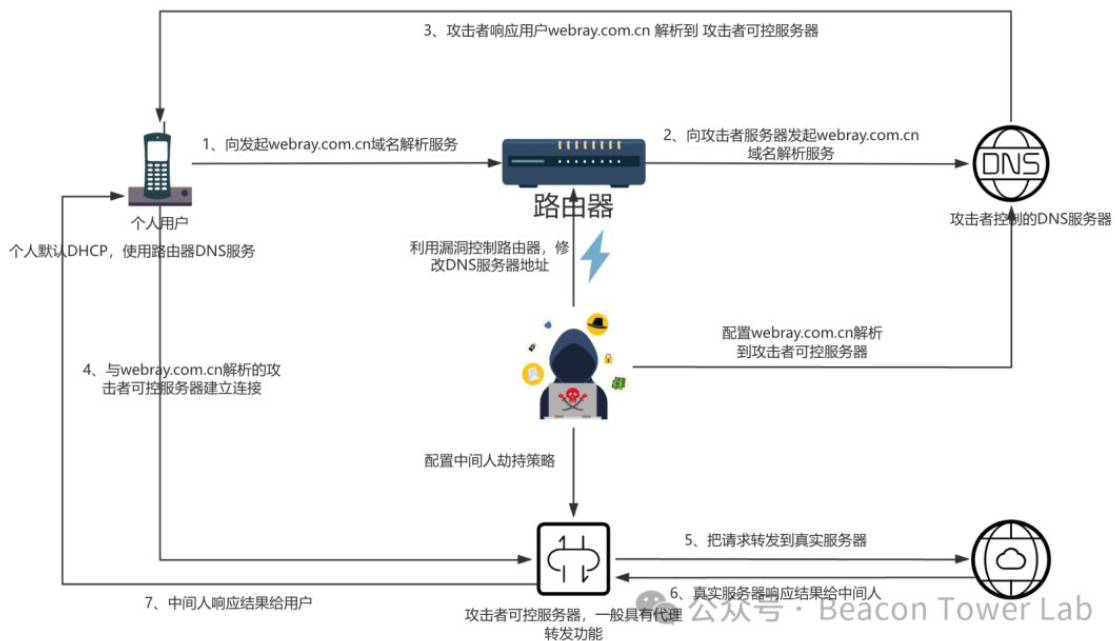 3、攻击者响应用户webray.com.cn 解析到 攻击者可控服务器
1、向发起webray.com.cn域名解析服务
2、向攻击者服务器发起webray.com.cn
域名解析服务
DNS
路由器
个人用户
攻击者控制的DNS服务器
个人默认DHCP，使用路由器DNS服务
利用漏洞控制路由器，修
改DNS服务器地址
配置webray.com.cn解析
到攻击者可控服务器
4、与webray.com.cn解析的攻
击者可控服务器建立连接
配置中间人劫持策略
5、把请求转发到真实服务器
6、真实服务器响应结果给中间人
7、中间人响应结果给用户
攻击者可控服务器，一般具有代理
转发功能
公众号 · Beacon Tower Lab